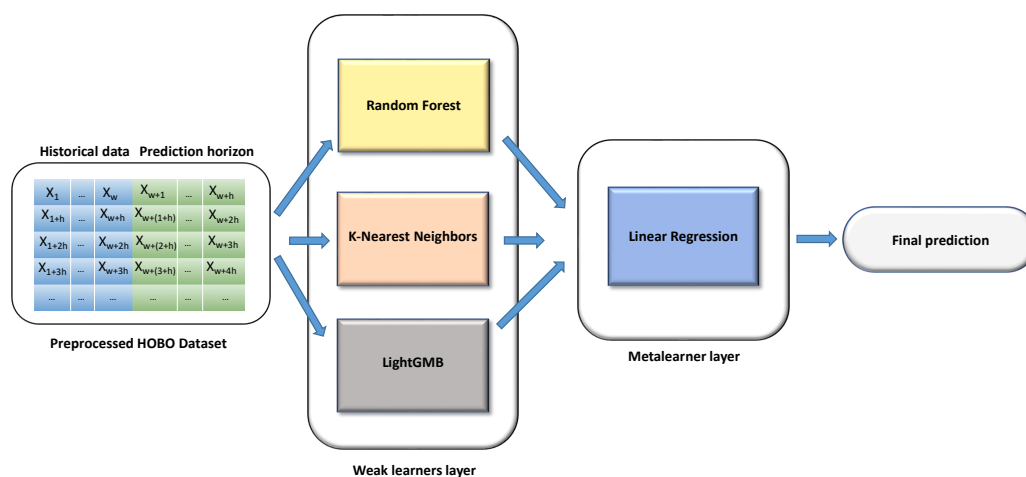 Historical data Prediction horizon
X1 ... Xw Xw+1 ... Xw+h
X1+h ... Xw+h Xw+(1+h) ... Xw+2h
X1+2h ... Xw+2h Xw+(2+h) ... Xw+3h
X1+3h ... Xw+3h Xw+(3+h) ... Xw+4h
... ... ... ... ... ...
Preprocessed HOBO Dataset
Random Forest
K-Nearest Neighbors
LightGMB
Weak learners layer
Linear Regression
Metalearner layer
Final prediction